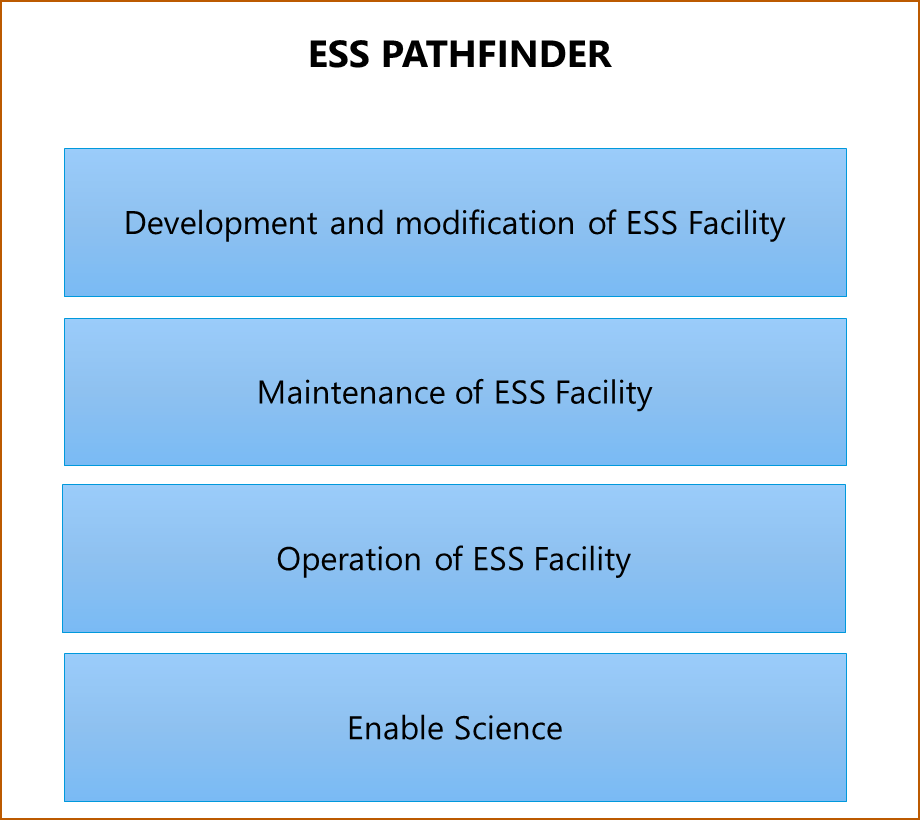 ESS PATHFINDER
Development and modification of ESS Facility
Maintenance of ESS Facility
Operation of ESS Facility
Enable Science